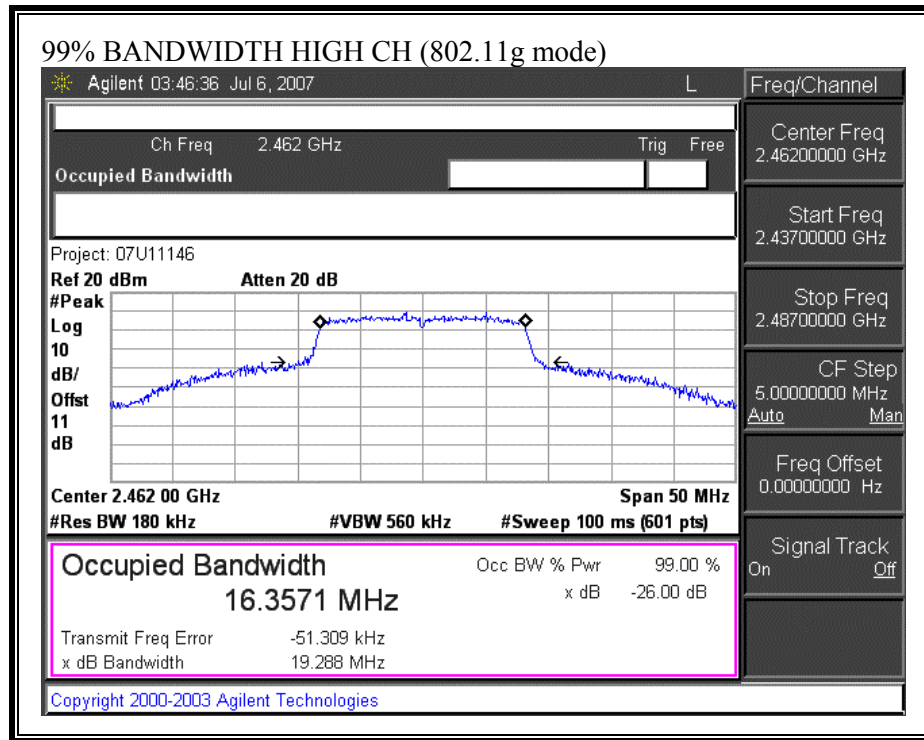 99% BANDWIDTH HIGH CH (802.11g mode)
Agilent 03:46:36 Jul 6, 2007 L Freq/Channel
Ch Freq 2.462 GHz Trig Free
Occupied Bandwidth
Center Freq
2.46200000 GHz
Start Freq
2.43700000 GHz
Stop Freq
2.48700000 GHz
CF Step
5.00000000 MHz
Auto Man
Freq Offset
0.00000000 Hz
Signal Track
On Off
Project: 07U11146
Ref 20 dBm Atten 20 dB
#Peak
Log
10
dB/
Offst
11
dB
Center 2.462 00 GHz Span 50 MHz
#Res BW 180 kHz #VBW 560 kHz #Sweep 100 ms (601 pts)
Occupied Bandwidth Occ BW % Pwr 99.00 %
16.3571 MHz x dB -26.00 dB
Transmit Freq Error -51.309 kHz
x dB Bandwidth 19.288 MHz
Copyright 2000-2003 Agilent Technologies